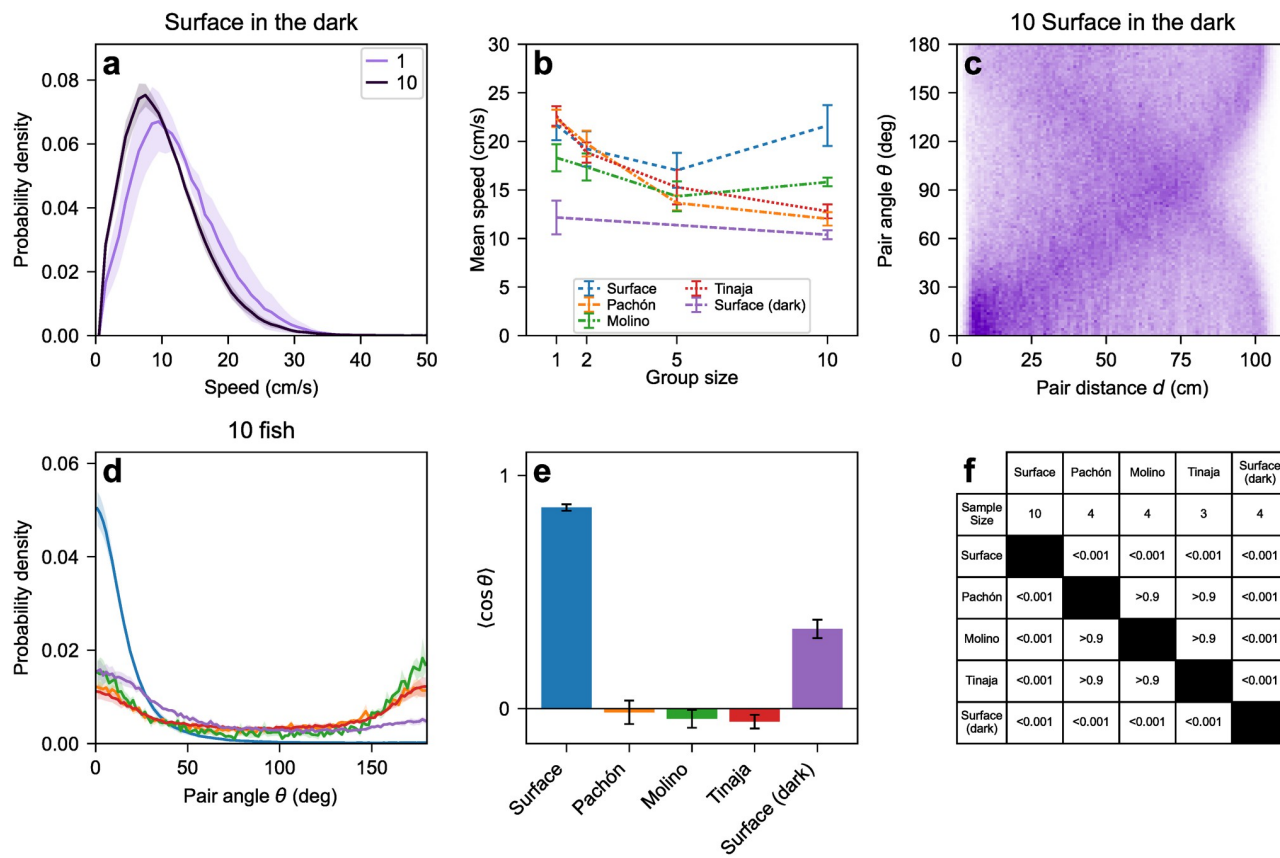 Surface in the dark
a
1
10
Probability density
0.08
0.06
0.04
0.02
0.00
0 10 20 30 40 50
Speed (cm/s)
b
Mean speed (cm/s)
30
25
20
15
10
5
0
Surface
Pachón
Molino
Tinaja
Surface (dark)
1 2 5 10
Group size
10 Surface in the dark
c
Pair angle θ (deg)
180
150
120
90
60
30
0
0 25 50 75 100
Pair distance d (cm)
10 fish
d
Probability density
0.06
0.04
0.02
0.00
0 50 100 150
Pair angle θ (deg)
e
⟨cos θ⟩
1
0
Surface
Pachón
Molino
Tinaja
Surface (dark)
f
Surface Pachón Molino Tinaja Surface (dark)
Sample Size 10 4 4 3 4
Surface <0.001 <0.001 <0.001 <0.001
Pachón <0.001 >0.9 >0.9 <0.001
Molino <0.001 >0.9 >0.9 <0.001
Tinaja <0.001 >0.9 >0.9 <0.001
Surface (dark) <0.001 <0.001 <0.001 <0.001